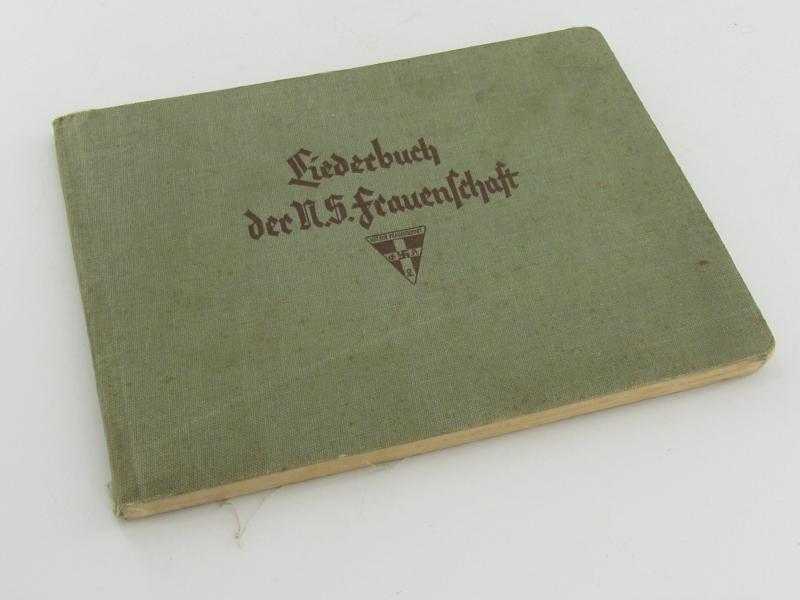 Liederbuch
der N.S. Frauenschaft